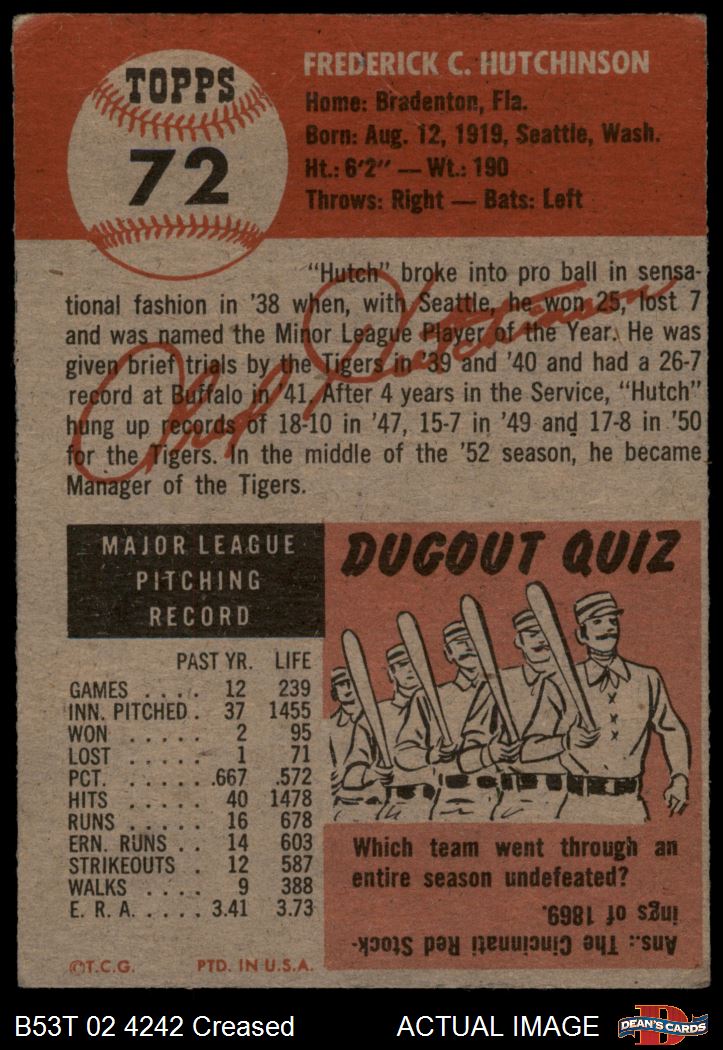 TOPPS
72
FREDERICK C. HUTCHINSON
Home: Bradenton, Fla.
Born: Aug. 12, 1919, Seattle, Wash.
Ht.: 6'2" — Wt.: 190
Throws: Right — Bats: Left
"Hutch" broke into pro ball in sensa-
tional fashion in '38 when, with Seattle, he won 25, lost 7
and was named the Minor League Player of the Year. He was
given brief trials by the Tigers in '39 and '40 and had a 26-7
record at Buffalo in '41. After 4 years in the Service, "Hutch"
hung up records of 18-10 in '47, 15-7 in '49 and 17-8 in '50
for the Tigers. In the middle of the '52 season, he became
Manager of the Tigers.
Fred Hutchinson
MAJOR LEAGUE
PITCHING
RECORD
PAST YR. LIFE
GAMES . . . . 12 239
INN. PITCHED . 37 1455
WON . . . . . 2 95
LOST . . . . . 1 71
PCT. . . . . . .667 .572
HITS . . . . . 40 1478
RUNS . . . . . 16 678
ERN. RUNS . . 14 603
STRIKEOUTS . 12 587
WALKS . . . . 9 388
E. R. A. . . . . 3.41 3.73
©T.C.G. PTD. IN U.S.A.
DUGOUT QUIZ
Which team went through an
entire season undefeated?
Ans.: The Cincinnati Red Stock-
ings of 1869.
B53T 02 4242 Creased
ACTUAL IMAGE
D
DEAN'S CARDS